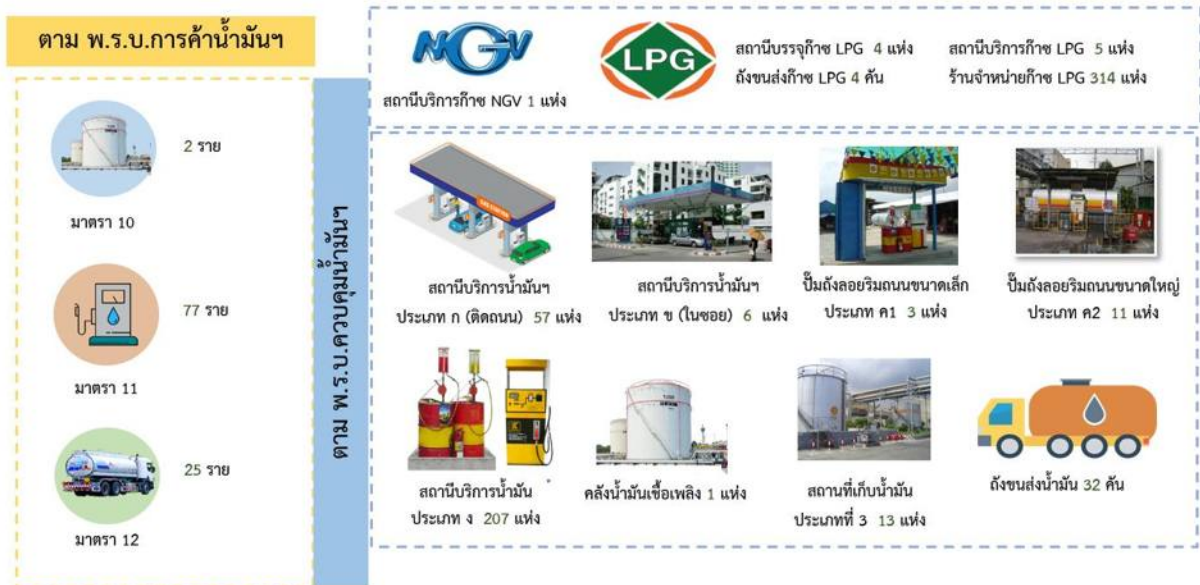 ตาม พ.ร.บ.การค้าน้ำมันฯ
2 ราย
มาตรา 10
77 ราย
มาตรา 11
25 ราย
มาตรา 12
ตาม พ.ร.บ.ควบคุมน้ำมันฯ
NGV
สถานีบริการก๊าซ NGV 1 แห่ง
LPG
สถานีบรรจุก๊าซ LPG 4 แห่ง
ถังขนส่งก๊าซ LPG 4 คัน
สถานีบริการก๊าซ LPG 5 แห่ง
ร้านจำหน่ายก๊าซ LPG 314 แห่ง
สถานีบริการน้ำมันฯ
ประเภท ก (ติดถนน) 57 แห่ง
สถานีบริการน้ำมันฯ
ประเภท ข (ในซอย) 6 แห่ง
ปั๊มถังลอยริมถนนขนาดเล็ก
ประเภท ค1 3 แห่ง
ปั๊มถังลอยริมถนนขนาดใหญ่
ประเภท ค2 11 แห่ง
สถานีบริการน้ำมัน
ประเภท ง 207 แห่ง
คลังน้ำมันเชื้อเพลิง 1 แห่ง
สถานที่เก็บน้ำมัน
ประเภทที่ 3 13 แห่ง
ถังขนส่งน้ำมัน 32 คัน